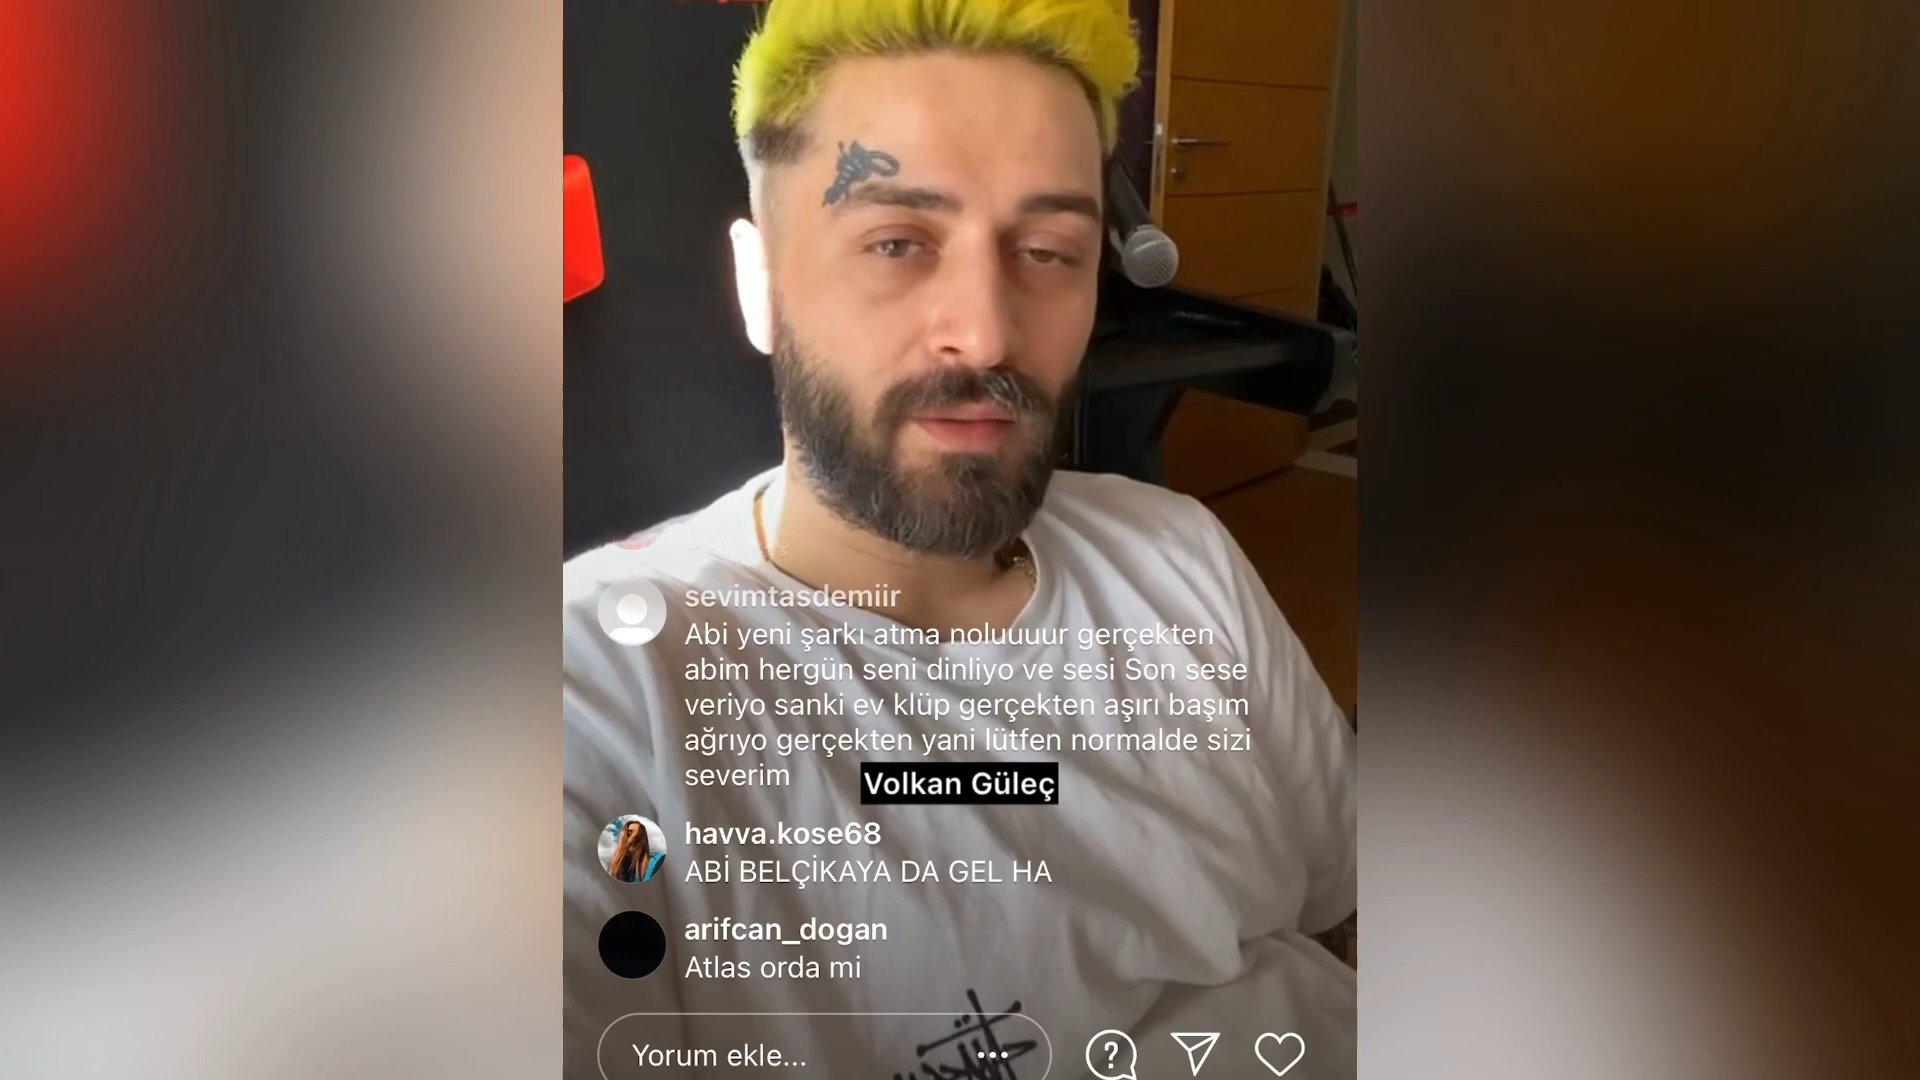 sevimtasdemiir
Abi yeni şarkı atma noluuuur gerçekten
abim hergün seni dinliyo ve sesi Son sese
veriyo sanki ev klüp gerçekten aşırı başım
ağrıyo gerçekten yani lütfen normalde sizi
severim
Volkan Güleç
havva.kose68
ABİ BELÇİKAYA DA GEL HA
arifcan_dogan
Atlas orda mi
Yorum ekle...